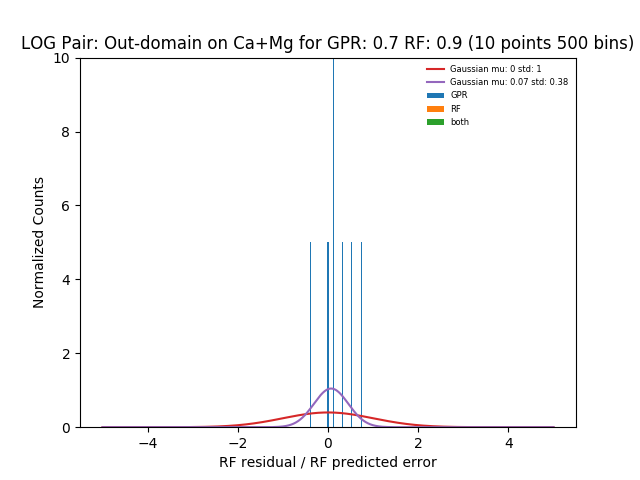 LOG Pair: Out-domain on Ca+Mg for GPR: 0.7 RF: 0.9 (10 points 500 bins)
Gaussian mu: 0 std: 1
Gaussian mu: 0.07 std: 0.38
GPR
RF
both
10
8
6
4
2
0
Normalized Counts
−4 −2 0 2 4
RF residual / RF predicted error